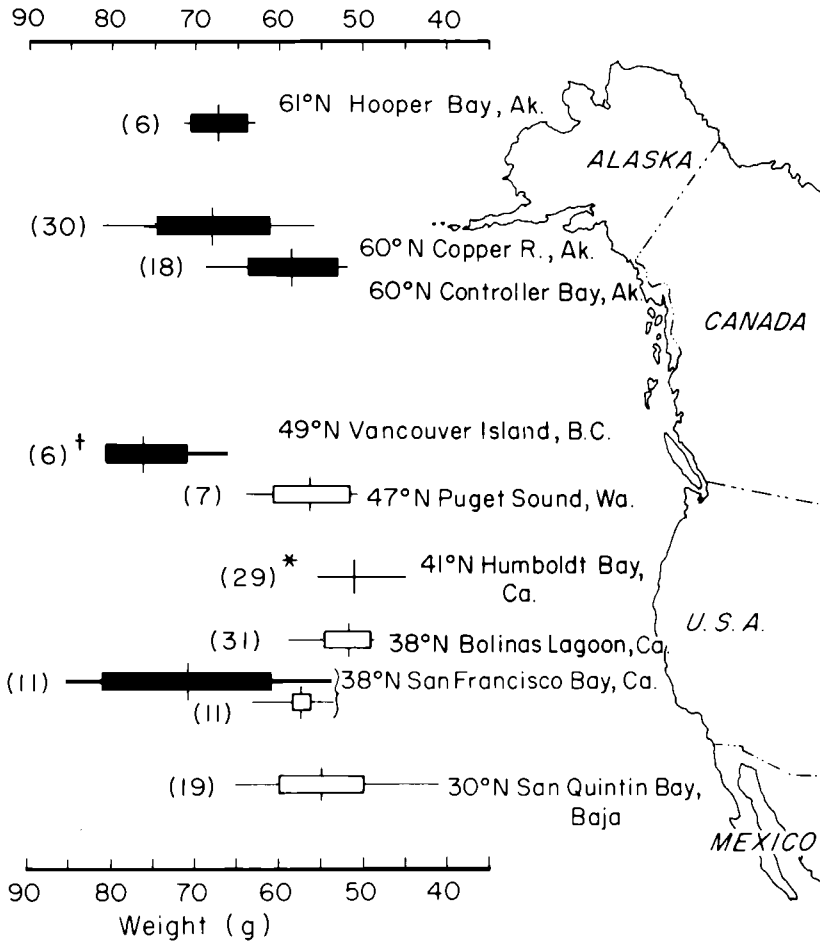 90 80 70 60 50 40
(6) 61°N Hooper Bay, Ak.
ALASKA
(30) 60°N Copper R., Ak.
(18) 60°N Controller Bay, Ak.
CANADA
49°N Vancouver Island, B.C.
(6)†
(7) 47°N Puget Sound, Wa.
(29)* 41°N Humboldt Bay,
Ca.
U.S.A.
(31) 38°N Bolinas Lagoon, Ca
(11) 38°N San Francisco Bay, Ca.
(11)
(19) 30°N San Quintin Bay,
Baja
MEXICO
90 80 70 60 50 40
Weight (g)